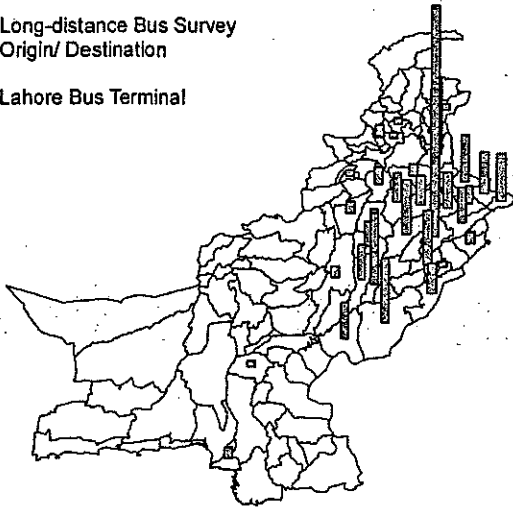 Long-distance Bus Survey
Origin/ Destination
Lahore Bus Terminal